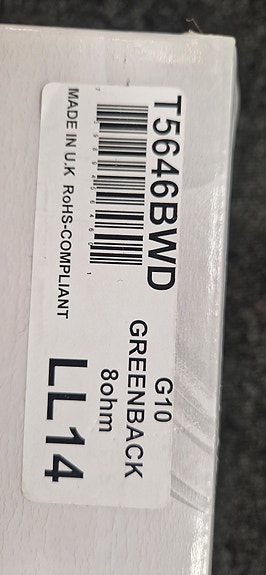 T5646BWD
G10
GREENBACK
8ohm
MADE IN U.K RoHS-COMPLIANT
LL14